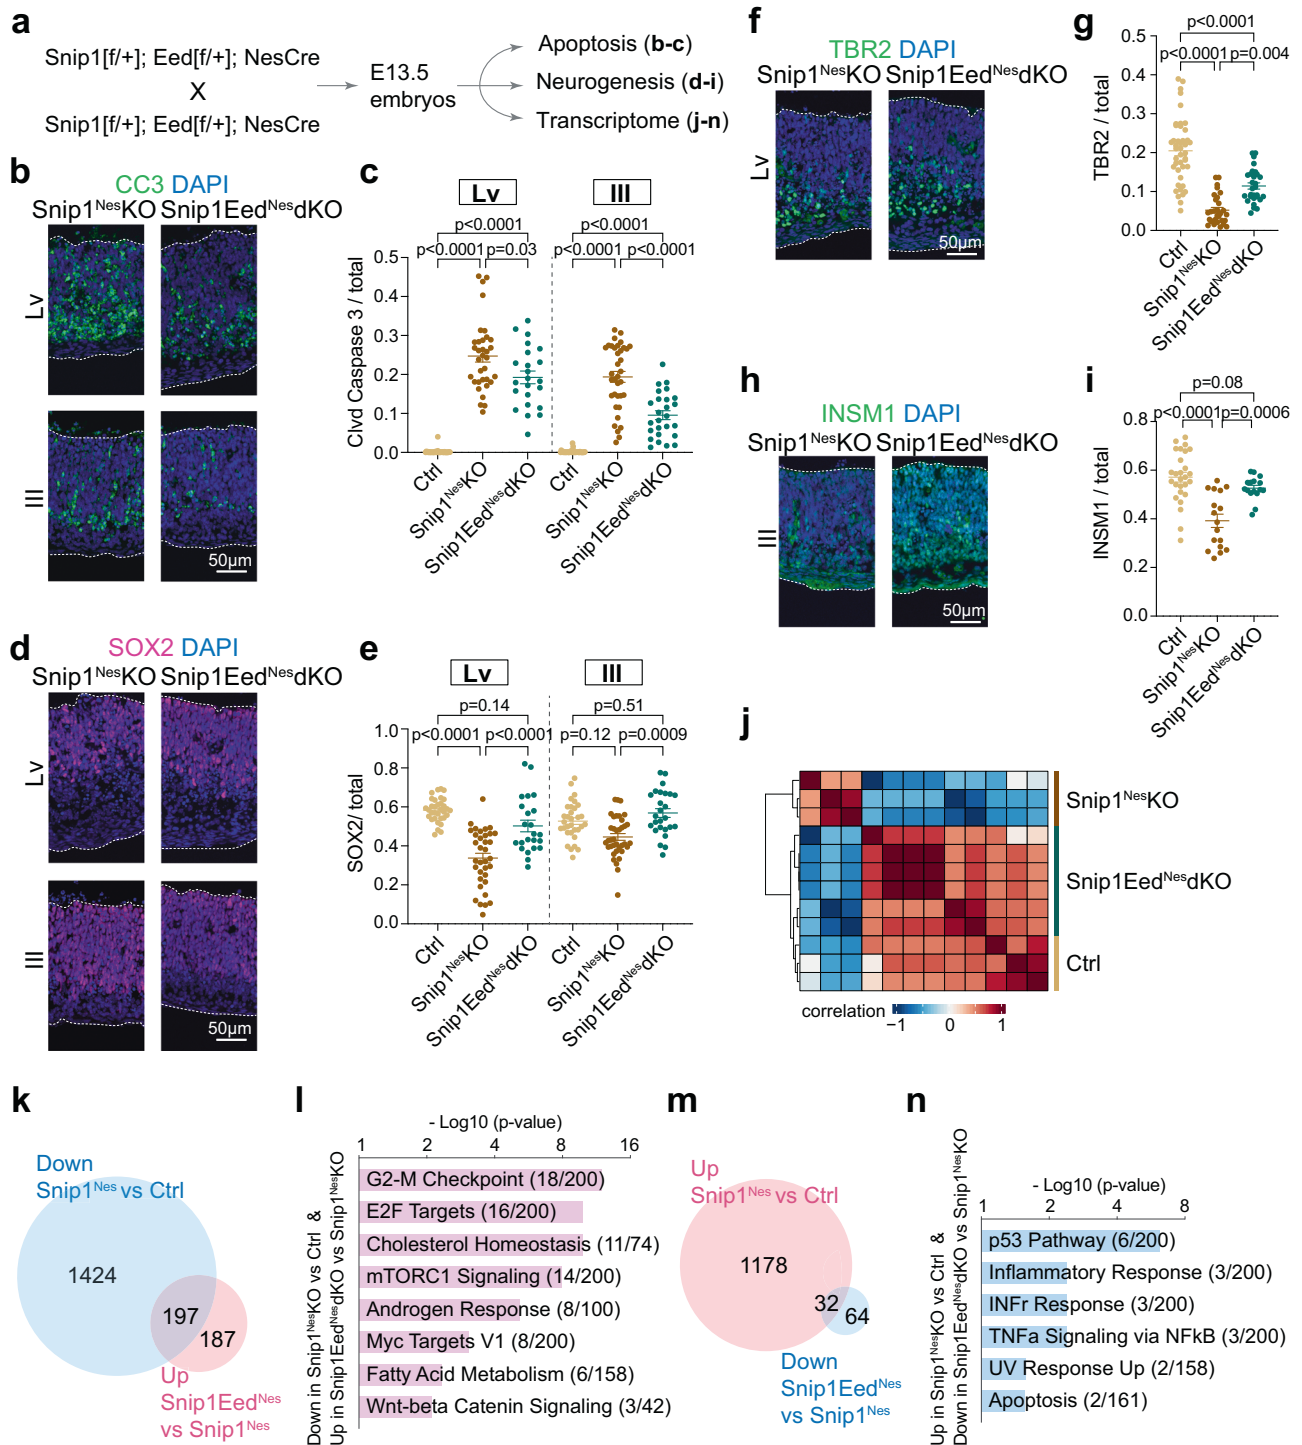 a
Snip1[f/+]; Eed[f/+]; NesCre
X
Snip1[f/+]; Eed[f/+]; NesCre
E13.5
embryos
Apoptosis (b-c)
Neurogenesis (d-i)
Transcriptome (j-n)
b
CC3 DAPI
Snip1NesKO Snip1EedNesdKO
Lv
III
50µm
c
Lv
III
p<0.0001
p<0.0001
p<0.0001 p=0.03
p<0.0001 p<0.0001
Clvd Caspase 3 / total
0.5
0.4
0.3
0.2
0.1
0.0
Ctrl
Snip1NesKO
Snip1EedNesdKO
Ctrl
Snip1NesKO
Snip1EedNesdKO
d
SOX2 DAPI
Snip1NesKO Snip1EedNesdKO
Lv
III
50µm
e
Lv
III
p=0.14
p=0.51
p<0.0001 p<0.0001
p=0.12 p=0.0009
SOX2/ total
1.0
0.8
0.6
0.4
0.2
0.0
Ctrl
Snip1NesKO
Snip1EedNesdKO
Ctrl
Snip1NesKO
Snip1EedNesdKO
f
TBR2 DAPI
Snip1NesKO Snip1EedNesdKO
Lv
50µm
g
p<0.0001
p<0.0001 p=0.004
TBR2 / total
0.5
0.4
0.3
0.2
0.1
0.0
Ctrl
Snip1NesKO
Snip1EedNesdKO
h
INSM1 DAPI
Snip1NesKO Snip1EedNesdKO
III
50µm
i
p=0.08
p<0.0001 p=0.0006
INSM1 / total
0.8
0.6
0.4
0.2
0.0
Ctrl
Snip1NesKO
Snip1EedNesdKO
j
Snip1NesKO
Snip1EedNesdKO
Ctrl
correlation
−1 0 1
k
Down
Snip1Nes vs Ctrl
1424
197
187
Up
Snip1EedNes
vs Snip1Nes
l
Down in Snip1NesKO vs Ctrl &
Up in Snip1EedNesdKO vs Snip1NesKO
- Log10 (p-value)
1 2 4 8 16
G2-M Checkpoint (18/200)
E2F Targets (16/200)
Cholesterol Homeostasis (11/74)
mTORC1 Signaling (14/200)
Androgen Response (8/100)
Myc Targets V1 (8/200)
Fatty Acid Metabolism (6/158)
Wnt-beta Catenin Signaling (3/42)
m
Up
Snip1Nes vs Ctrl
1178
32
64
Down
Snip1EedNes
vs Snip1Nes
n
Up in Snip1NesKO vs Ctrl &
Down in Snip1EedNesdKO vs Snip1NesKO
- Log10 (p-value)
1 2 4 8
p53 Pathway (6/200)
Inflammatory Response (3/200)
INFr Response (3/200)
TNFa Signaling via NFkB (3/200)
UV Response Up (2/158)
Apoptosis (2/161)